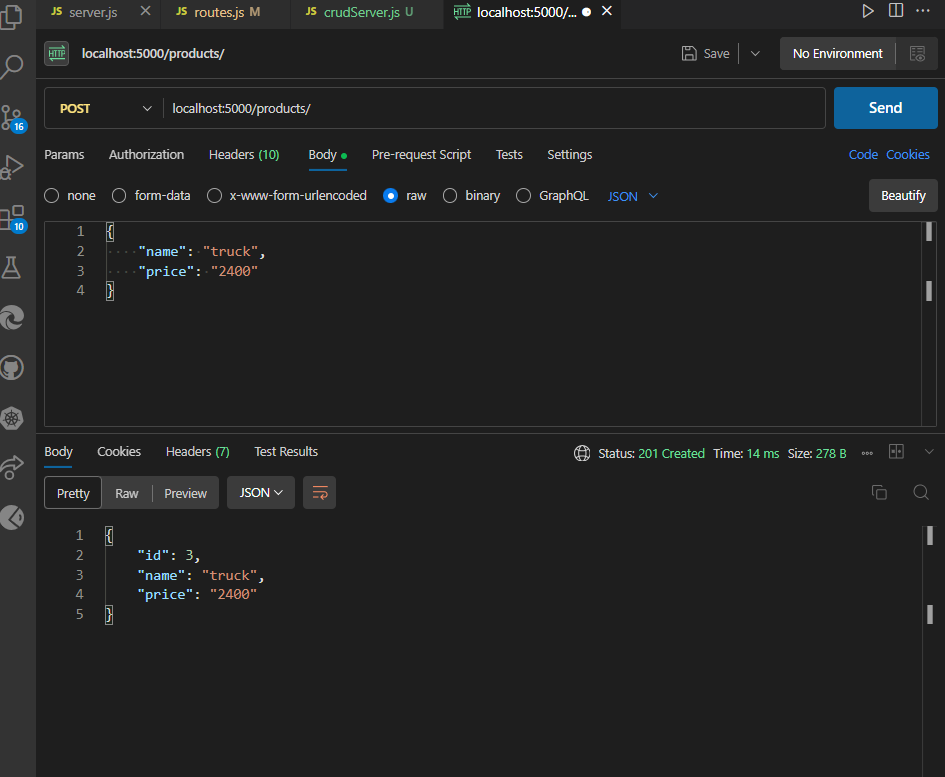 JS server.js JS routes.js M JS crudServer.js U HTTP localhost:5000/...
HTTP localhost:5000/products/ Save No Environment
POST localhost:5000/products/ Send
16
Params Authorization Headers (10) Body Pre-request Script Tests Settings Code Cookies
none form-data x-www-form-urlencoded raw binary GraphQL JSON Beautify
10
1 {
2 "name": "truck",
3 "price": "2400"
4 }
Body Cookies Headers (7) Test Results Status: 201 Created Time: 14 ms Size: 278 B
Pretty Raw Preview JSON
1 {
2 "id": 3,
3 "name": "truck",
4 "price": "2400"
5 }